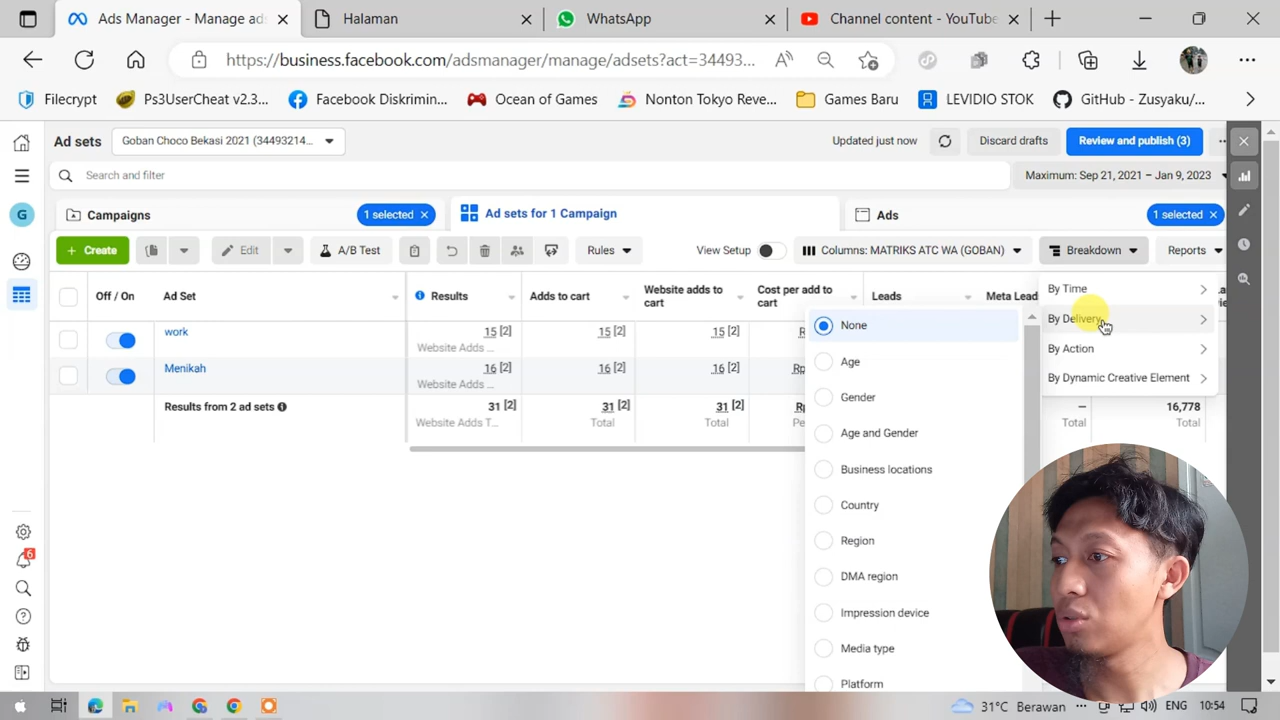 Ads Manager - Manage ad
Halaman
WhatsApp
Channel content - YouTube
https://business.facebook.com/adsmanager/manage/adsets?act=34493...
Filecrypt
Ps3UserCheat v2.3...
Facebook Diskrimin...
Ocean of Games
Nonton Tokyo Reve...
Games Baru
LEVIDIO STOK
GitHub - Zusyaku/...
Ad sets
Goban Choco Bekasi 2021 (34493214...
Updated just now
Discard drafts
Review and publish (3)
Search and filter
Maximum: Sep 21, 2021 – Jan 9, 2023
G
Campaigns
1 selected
Ad sets for 1 Campaign
Ads
1 selected
+ Create
Edit
A/B Test
Rules
View Setup
Columns: MATRIKS ATC WA (GOBAN)
Breakdown
Reports
Off / On
Ad Set
Results
Adds to cart
Website adds to cart
Cost per add to cart
Leads
Meta Lead
By Time
By Delivery
By Action
By Dynamic Creative Element
work
15 [2]
Website Adds ...
15 [2]
15 [2]
Menikah
16 [2]
Website Adds ...
16 [2]
16 [2]
Rp
Results from 2 ad sets
31 [2]
Website Adds T...
31 [2]
Total
31 [2]
Total
Rp
—
Total
16,778
Total
None
Age
Gender
Age and Gender
Business locations
Country
Region
DMA region
Impression device
Media type
Platform
6
31°C Berawan
ENG
10:54